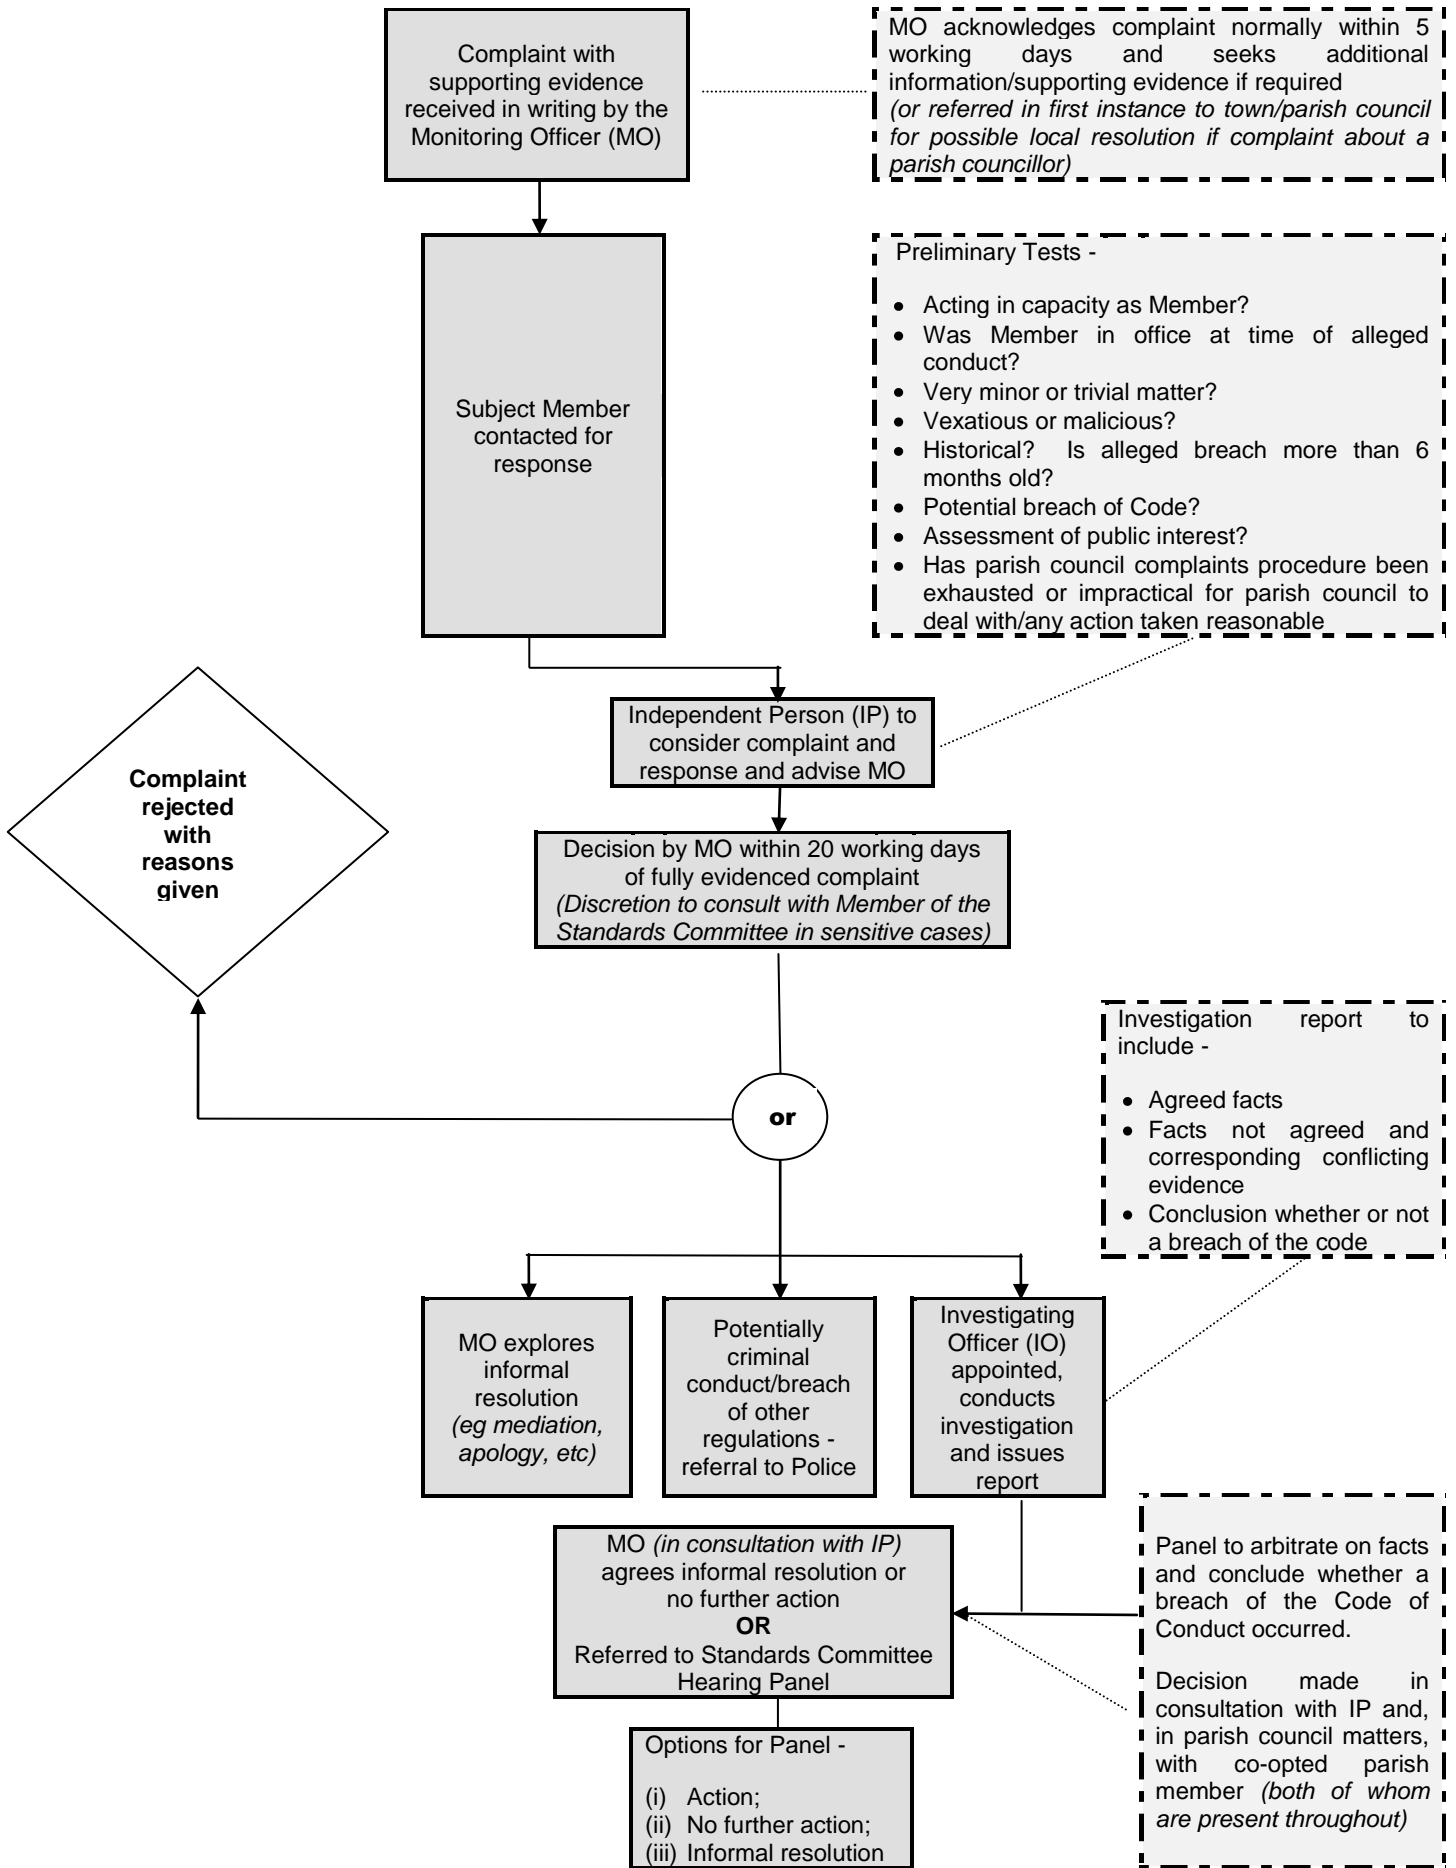 Complaint with
supporting evidence
received in writing by the
Monitoring Officer (MO)
MO acknowledges complaint normally within 5
working days and seeks additional
information/supporting evidence if required
(or referred in first instance to town/parish council
for possible local resolution if complaint about a
parish councillor)
Subject Member
contacted for
response
Preliminary Tests -
• Acting in capacity as Member?
• Was Member in office at time of alleged
conduct?
• Very minor or trivial matter?
• Vexatious or malicious?
• Historical? Is alleged breach more than 6
months old?
• Potential breach of Code?
• Assessment of public interest?
• Has parish council complaints procedure been
exhausted or impractical for parish council to
deal with/any action taken reasonable
Independent Person (IP) to
consider complaint and
response and advise MO
Complaint
rejected
with
reasons
given
Decision by MO within 20 working days
of fully evidenced complaint
(Discretion to consult with Member of the
Standards Committee in sensitive cases)
or
Investigation report to
include -
• Agreed facts
• Facts not agreed and
corresponding conflicting
evidence
• Conclusion whether or not
a breach of the code
MO explores
informal
resolution
(eg mediation,
apology, etc)
Potentially
criminal
conduct/breach
of other
regulations -
referral to Police
Investigating
Officer (IO)
appointed,
conducts
investigation
and issues
report
MO (in consultation with IP)
agrees informal resolution or
no further action
OR
Referred to Standards Committee
Hearing Panel
Panel to arbitrate on facts
and conclude whether a
breach of the Code of
Conduct occurred.
Decision made in
consultation with IP and,
in parish council matters,
with co-opted parish
member (both of whom
are present throughout)
Options for Panel -
(i) Action;
(ii) No further action;
(iii) Informal resolution